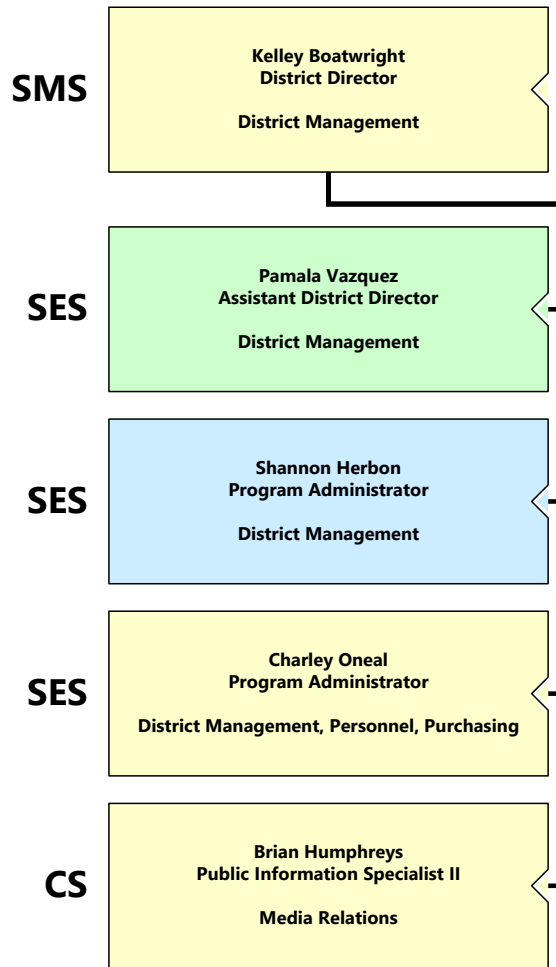 SMS
Kelley Boatwright
District Director
District Management
SES
Pamala Vazquez
Assistant District Director
District Management
SES
Shannon Herbon
Program Administrator
District Management
SES
Charley Oneal
Program Administrator
District Management, Personnel, Purchasing
CS
Brian Humphreys
Public Information Specialist II
Media Relations